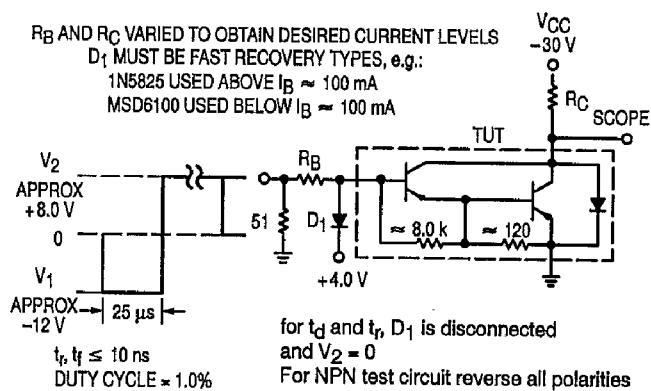 RB AND RC VARIED TO OBTAIN DESIRED CURRENT LEVELS
D1 MUST BE FAST RECOVERY TYPES, e.g.:
1N5825 USED ABOVE IB ≈ 100 mA
MSD6100 USED BELOW IB ≈ 100 mA
VCC
-30 V
RC
SCOPE
TUT
V2
APPROX
+8.0 V
0
V1
APPROX
-12 V
25 µs
51
RB
D1
+4.0 V
≈ 8.0 k
≈ 120
tr, tf ≤ 10 ns
DUTY CYCLE = 1.0%
for td and tr, D1 is disconnected
and V2 = 0
For NPN test circuit reverse all polarities